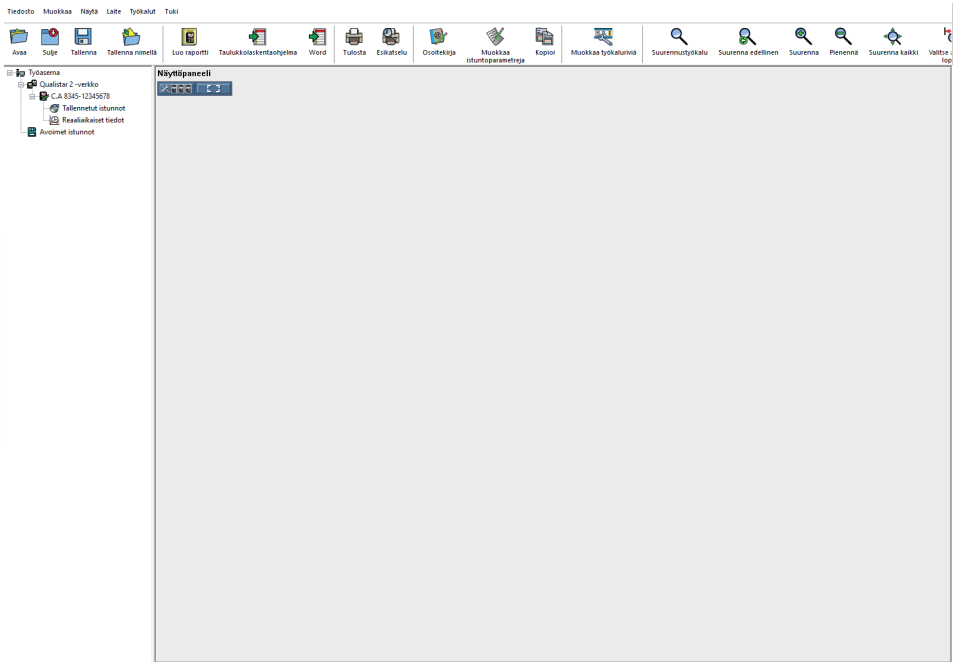 Tiedosto Muokkaa Näytä Laite Työkalut Tuki
Avaa Sulje Tallenna Tallenna nimellä Luo raportti Taulukkolaskentaohjelma Word Tulosta Esikatselu Osoitekirja Muokkaa istuntoparametreja Kopioi Muokkaa työkaluriviä Suurennustyökalu Suurenna edellinen Suurenna Pienennä Suurenna kaikki Valitse
Työasema
Qualistar 2 -verkko
C.A 8345-12345678
Tallennetut istunnot
Reaaliaikaiset tiedot
Avoimet istunnot
Näyttöpaneeli